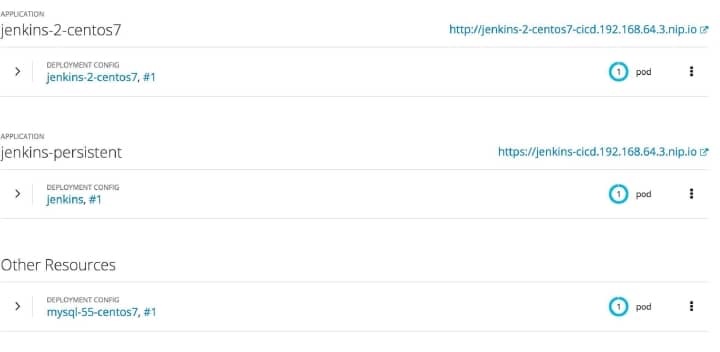 APPLICATION
jenkins-2-centos7 http://jenkins-2-centos7-cicd.192.168.64.3.nip.io
DEPLOYMENT CONFIG
jenkins-2-centos7, #1 1 pod
APPLICATION
jenkins-persistent https://jenkins-cicd.192.168.64.3.nip.io
DEPLOYMENT CONFIG
jenkins, #1 1 pod
Other Resources
DEPLOYMENT CONFIG
mysql-55-centos7, #1 1 pod